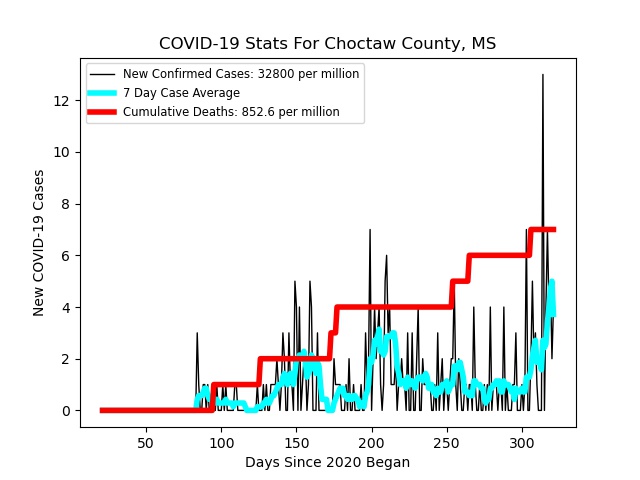 COVID-19 Stats For Choctaw County, MS
New Confirmed Cases: 32800 per million
7 Day Case Average
Cumulative Deaths: 852.6 per million
New COVID-19 Cases
12
10
8
6
4
2
0
50 100 150 200 250 300
Days Since 2020 Began